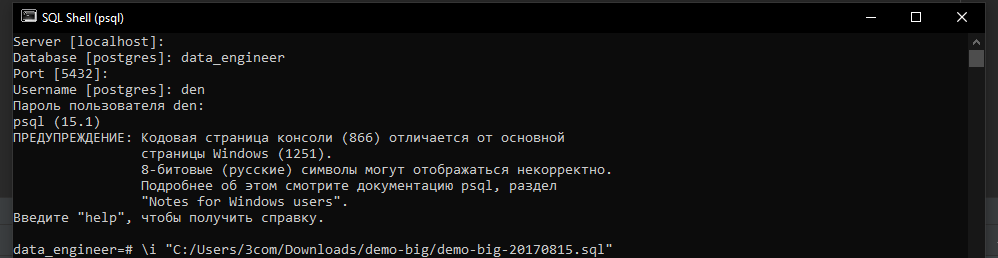 SQL Shell (psql)
Server [localhost]:
Database [postgres]: data_engineer
Port [5432]:
Username [postgres]: den
Пароль пользователя den:
psql (15.1)
ПРЕДУПРЕЖДЕНИЕ: Кодовая страница консоли (866) отличается от основной
страницы Windows (1251).
8-битовые (русские) символы могут отображаться некорректно.
Подробнее об этом смотрите документацию psql, раздел
"Notes for Windows users".
Введите "help", чтобы получить справку.
data_engineer=# \i "C:/Users/3com/Downloads/demo-big/demo-big-20170815.sql"